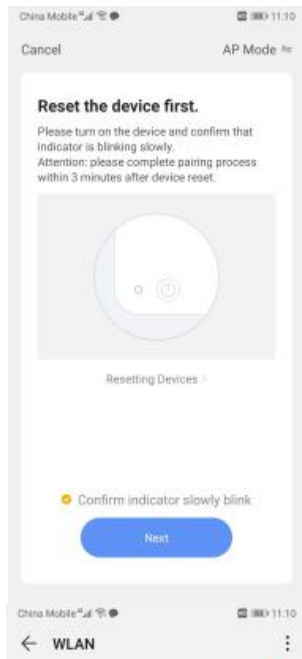 China Mobile
11:10
Cancel
AP Mode
Reset the device first.
Please turn on the device and confirm that
indicator is blinking slowly.
Attention: please complete pairing process
within 3 minutes after device reset.
Resetting Devices >
Confirm indicator slowly blink
Next
China Mobile
11:10
WLAN